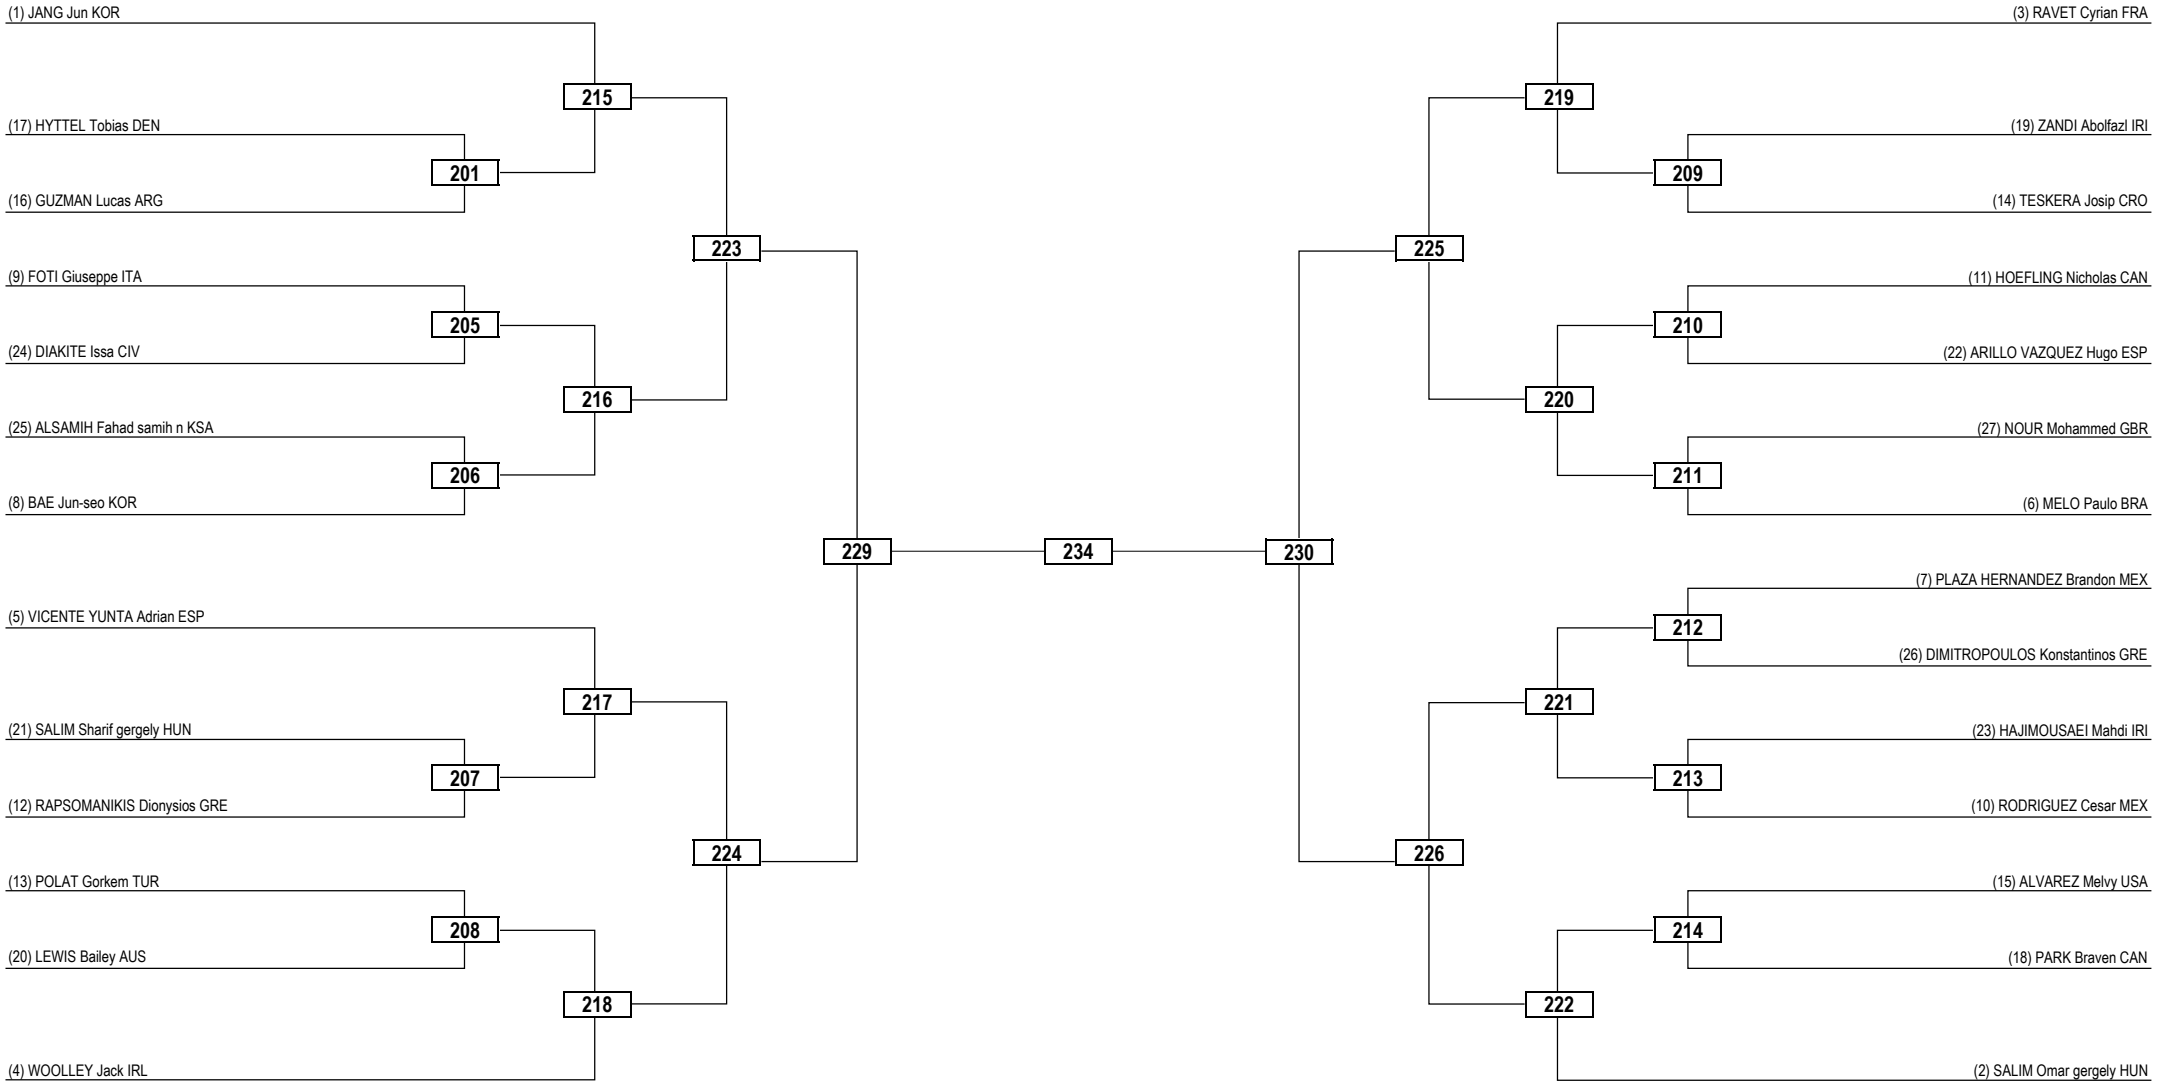 (1) JANG Jun KOR
215
(17) HYTTEL Tobias DEN
201
(16) GUZMAN Lucas ARG
223
(9) FOTI Giuseppe ITA
205
(24) DIAKITE Issa CIV
216
(25) ALSAMIH Fahad samih n KSA
206
(8) BAE Jun-seo KOR
229
(5) VICENTE YUNTA Adrian ESP
217
(21) SALIM Sharif gergely HUN
207
(12) RAPSOMANIKIS Dionysios GRE
224
(13) POLAT Gorkem TUR
208
(20) LEWIS Bailey AUS
218
(4) WOOLLEY Jack IRL
234
(3) RAVET Cyrian FRA
219
(19) ZANDI Abolfazl IRI
209
(14) TESKERA Josip CRO
225
(11) HOEFLING Nicholas CAN
210
(22) ARILLO VAZQUEZ Hugo ESP
220
(27) NOUR Mohammed GBR
211
(6) MELO Paulo BRA
230
(7) PLAZA HERNANDEZ Brandon MEX
212
(26) DIMITROPOULOS Konstantinos GRE
221
(23) HAJIMOUSAEI Mahdi IRI
213
(10) RODRIGUEZ Cesar MEX
226
(15) ALVAREZ Melvy USA
214
(18) PARK Braven CAN
222
(2) SALIM Omar gergely HUN